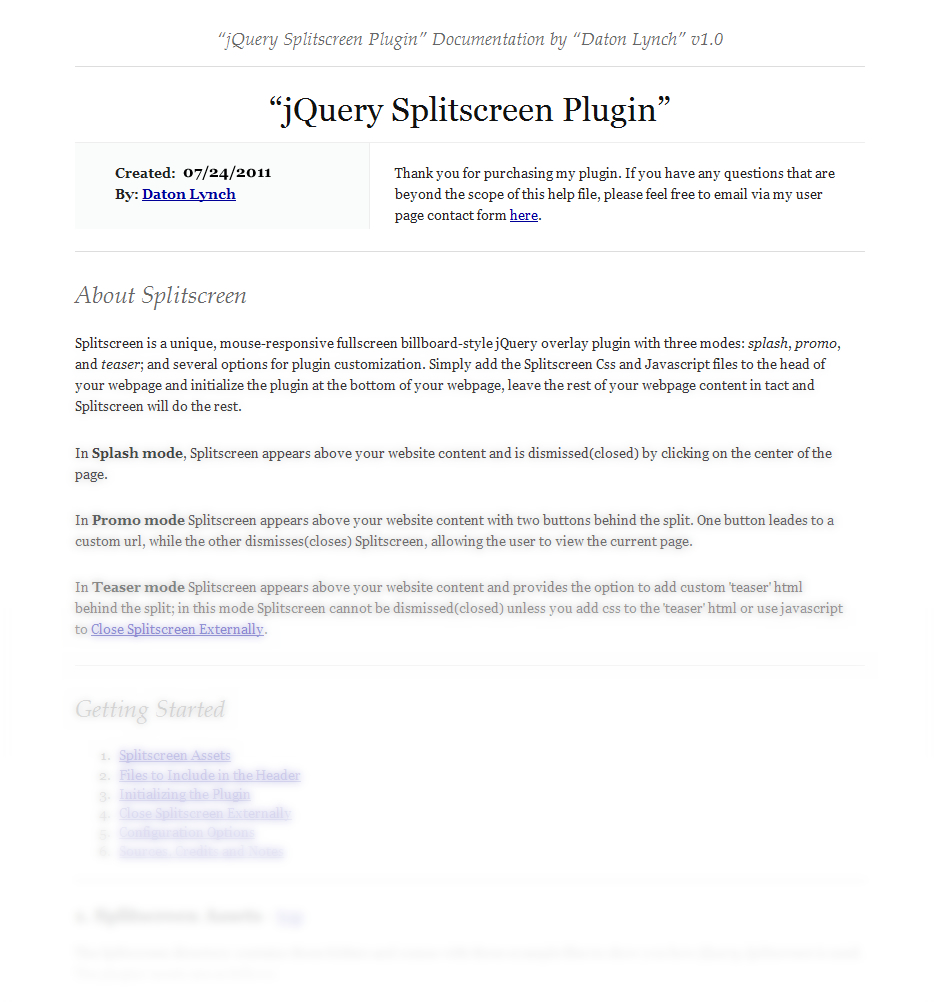 “jQuery Splitscreen Plugin” Documentation by “Daton Lynch” v1.0
“jQuery Splitscreen Plugin”
Created: 07/24/2011
By: Daton Lynch
Thank you for purchasing my plugin. If you have any questions that are
beyond the scope of this help file, please feel free to email via my user
page contact form here.
About Splitscreen
Splitscreen is a unique, mouse-responsive fullscreen billboard-style jQuery overlay plugin with three modes: splash, promo,
and teaser; and several options for plugin customization. Simply add the Splitscreen Css and Javascript files to the head of
your webpage and initialize the plugin at the bottom of your webpage, leave the rest of your webpage content in tact and
Splitscreen will do the rest.
In Splash mode, Splitscreen appears above your website content and is dismissed(closed) by clicking on the center of the
page.
In Promo mode Splitscreen appears above your website content with two buttons behind the split. One button leades to a
custom url, while the other dismisses(closes) Splitscreen, allowing the user to view the current page.
In Teaser mode Splitscreen appears above your website content and provides the option to add custom 'teaser' html
behind the split; in this mode Splitscreen cannot be dismissed(closed) unless you add css to the 'teaser' html or use javascript
to Close Splitscreen Externally.
Getting Started
1. Splitscreen Assets
2. Files to Include in the Header
3. Initializing the Plugin
4. Close Splitscreen Externally
5. Configuration Options
6. Sources, Credits and Notes
1. Splitscreen Assets